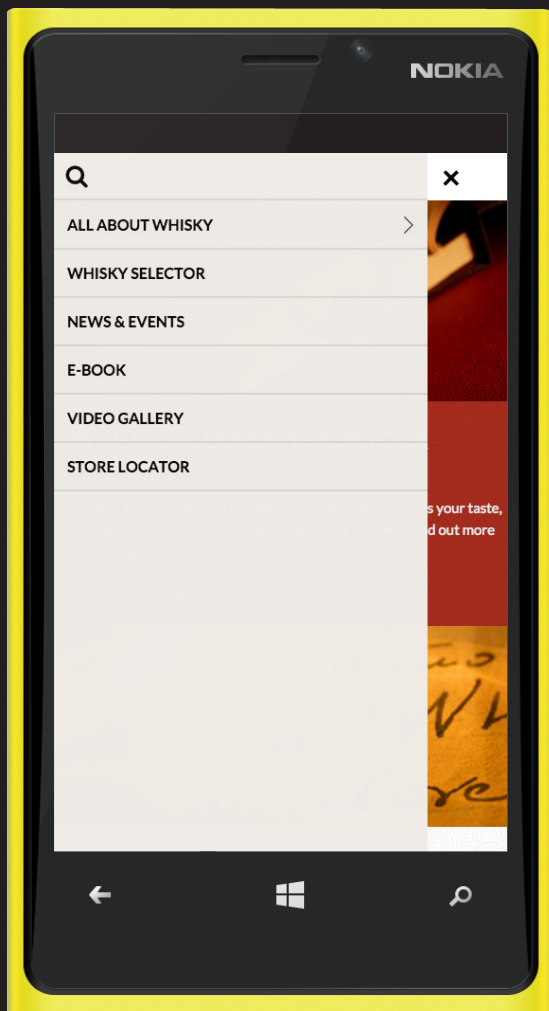 NOKIA
ALL ABOUT WHISKY
WHISKY SELECTOR
NEWS & EVENTS
E-BOOK
VIDEO GALLERY
STORE LOCATOR
s your taste,
d out more